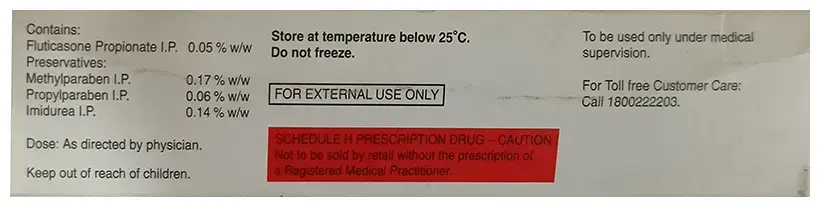 Contains:
Fluticasone Propionate I.P. 0.05 % w/w
Preservatives:
Methylparaben I.P. 0.17 % w/w
Propylparaben I.P. 0.06 % w/w
Imidurea I.P. 0.14 % w/w
Dose: As directed by physician.
Keep out of reach of children.
Store at temperature below 25°C.
Do not freeze.
FOR EXTERNAL USE ONLY
SCHEDULE H PRESCRIPTION DRUG – CAUTION
Not to be sold by retail without the prescription of
a Registered Medical Practitioner.
To be used only under medical
supervision.
For Toll free Customer Care:
Call 1800222203.